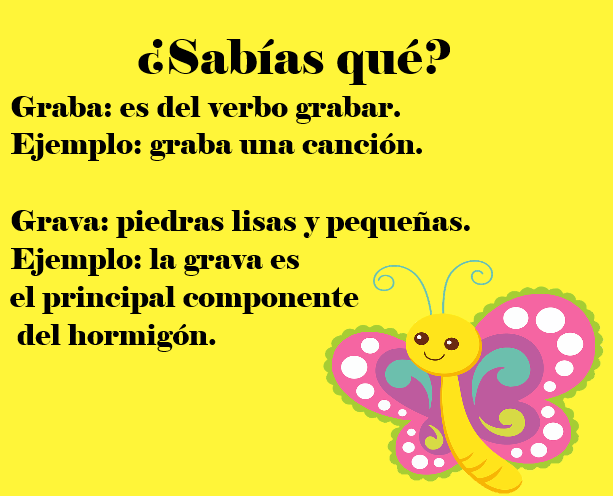 ¿Sabías qué?
Graba: es del verbo grabar.
Ejemplo: graba una canción.
Grava: piedras lisas y pequeñas.
Ejemplo: la grava es
el principal componente
del hormigón.